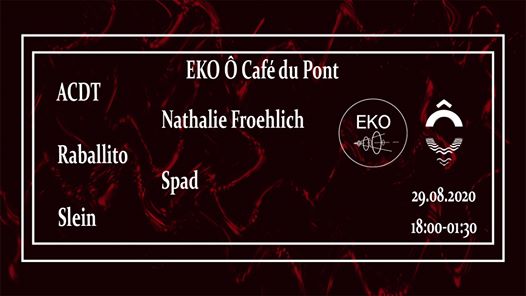 EKO Ô Café du Pont
ACDT
Nathalie Froehlich
Raballito
Spad
Slein
EKO
Ô
29.08.2020
18:00-01:30